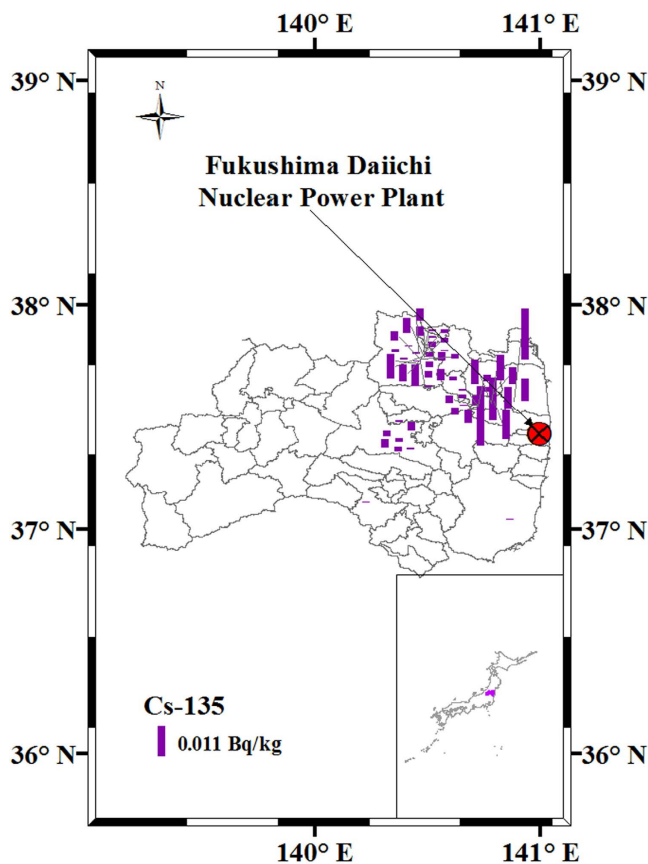 140° E 141° E
39° N 39° N
N
Fukushima Daiichi
Nuclear Power Plant
38° N 38° N
37° N 37° N
Cs-135
0.011 Bq/kg
36° N 36° N
140° E 141° E